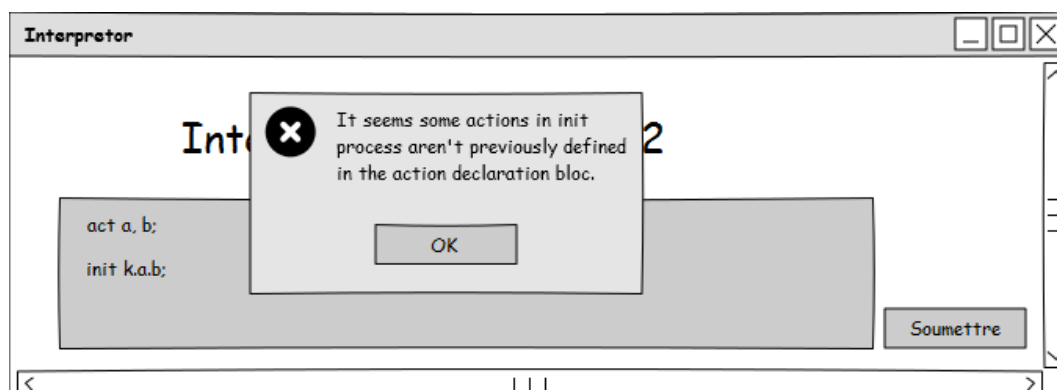 Interpretor
Int 2
It seems some actions in init
process aren't previously defined
in the action declaration bloc.
act a, b;
OK
init k.a.b;
Soumettre